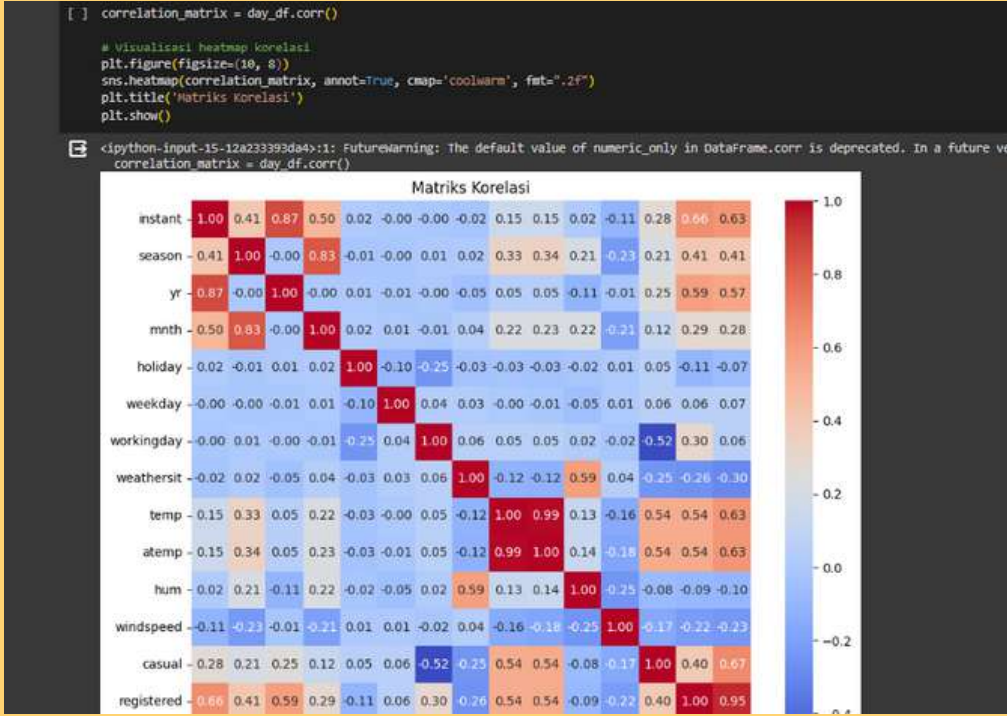 [ ] correlation_matrix = day_df.corr()
# Visualisasi heatmap korelasi
plt.figure(figsize=(10, 8))
sns.heatmap(correlation_matrix, annot=True, cmap='coolwarm', fmt=".2f")
plt.title('Matriks Korelasi')
plt.show()
<ipython-input-15-12a233393da4>:1: FutureWarning: The default value of numeric_only in DataFrame.corr is deprecated. In a future ve
correlation_matrix = day_df.corr()
Matriks Korelasi
instant 1.00 0.41 0.87 0.50 0.02 -0.00 -0.00 -0.02 0.15 0.15 0.02 -0.11 0.28 0.66 0.63
season 0.41 1.00 -0.00 0.83 -0.01 -0.00 0.01 0.02 0.33 0.34 0.21 -0.23 0.21 0.41 0.41
yr 0.87 -0.00 1.00 -0.00 0.01 -0.01 -0.00 -0.05 0.05 0.05 -0.11 -0.01 0.25 0.59 0.57
mnth 0.50 0.83 -0.00 1.00 0.02 0.01 -0.01 0.04 0.22 0.23 0.22 -0.21 0.12 0.29 0.28
holiday 0.02 -0.01 0.01 0.02 1.00 -0.10 -0.25 -0.03 -0.03 -0.03 -0.02 0.01 0.05 -0.11 -0.07
weekday -0.00 -0.00 -0.01 0.01 -0.10 1.00 0.04 0.03 -0.00 -0.01 -0.05 0.01 0.06 0.06 0.07
workingday -0.00 0.01 -0.00 -0.01 -0.25 0.04 1.00 0.06 0.05 0.05 0.02 -0.02 -0.52 0.30 0.06
weathersit -0.02 0.02 -0.05 0.04 -0.03 0.03 0.06 1.00 -0.12 -0.12 0.59 0.04 -0.25 -0.26 -0.30
temp 0.15 0.33 0.05 0.22 -0.03 -0.00 0.05 -0.12 1.00 0.99 0.13 -0.16 0.54 0.54 0.63
atemp 0.15 0.34 0.05 0.23 -0.03 -0.01 0.05 -0.12 0.99 1.00 0.14 -0.18 0.54 0.54 0.63
hum 0.02 0.21 -0.11 0.22 -0.02 -0.05 0.02 0.59 0.13 0.14 1.00 -0.25 -0.08 -0.09 -0.10
windspeed -0.11 -0.23 -0.01 -0.21 0.01 0.01 -0.02 0.04 -0.16 -0.18 -0.25 1.00 -0.17 -0.22 -0.23
casual 0.28 0.21 0.25 0.12 0.05 0.06 -0.52 -0.25 0.54 0.54 -0.08 -0.17 1.00 0.40 0.67
registered 0.66 0.41 0.59 0.29 -0.11 0.06 0.30 -0.26 0.54 0.54 -0.09 -0.22 0.40 1.00 0.95
1.0
0.8
0.6
0.4
0.2
0.0
-0.2